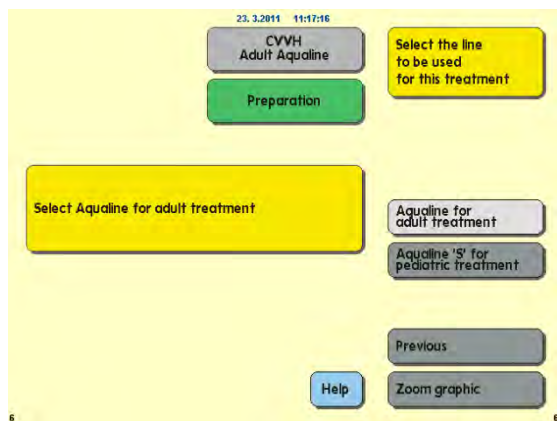 23. 3.2011 11:17:16
CVVH
Adult Aqualine
Select the line
to be used
for this treatment
Preparation
Select Aqualine for adult treatment
Aqualine for
adult treatment
Aqualine 'S' for
pediatric treatment
Previous
Help
Zoom graphic
6
6